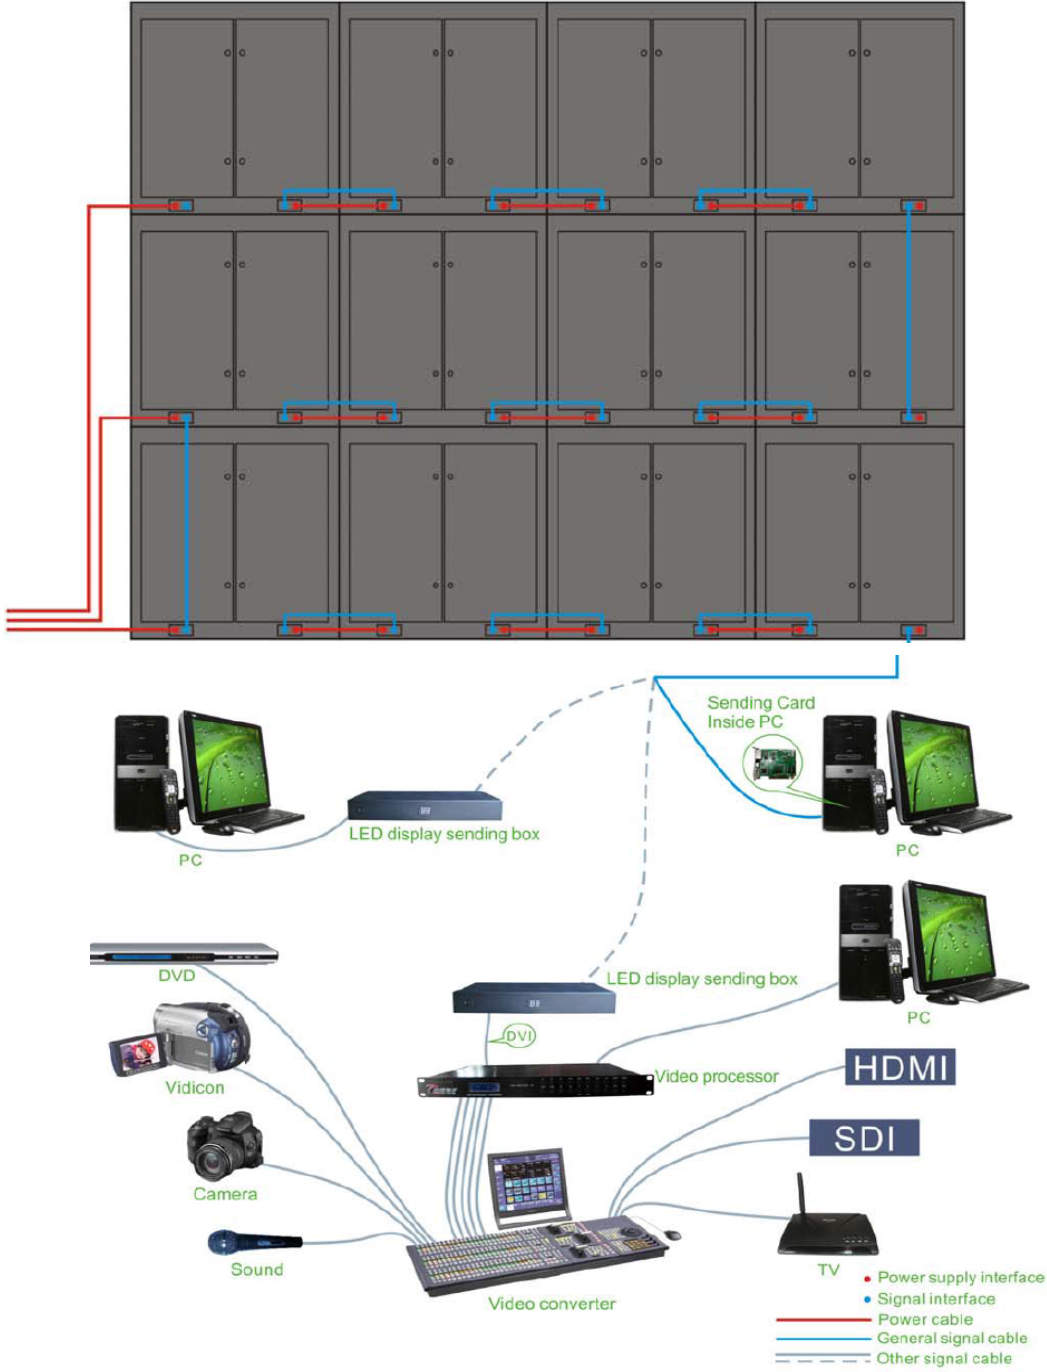 Sending Card
Inside PC
LED display sending box
PC
PC
DVD
LED display sending box
PC
DVI
Vidicon
Video processor
HDMI
SDI
Camera
Sound
TV
Video converter
Power supply interface
Signal interface
Power cable
General signal cable
Other signal cable